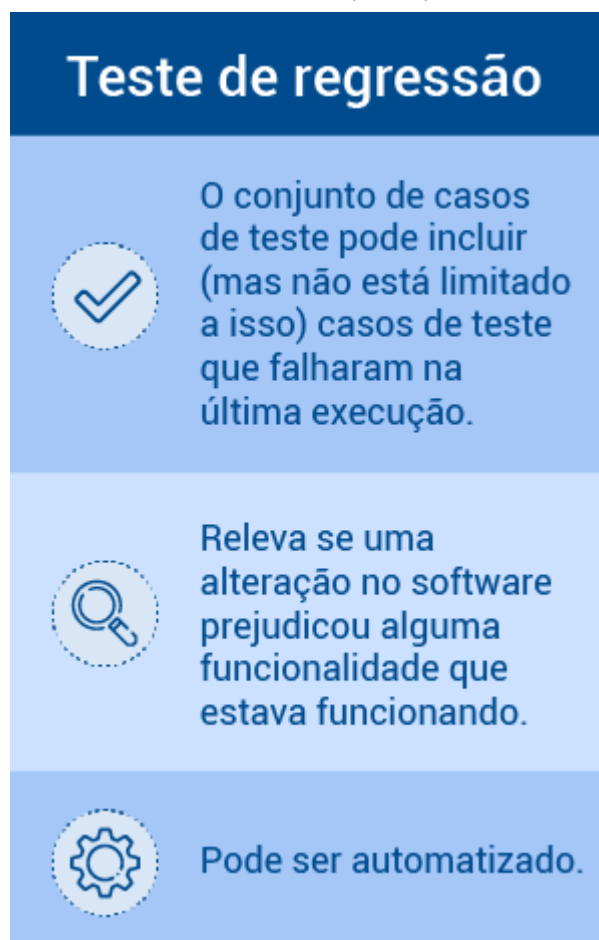 Teste de regressão
O conjunto de casos
de teste pode incluir
(mas não está limitado
a isso) casos de teste
que falharam na
última execução.
Releva se uma
alteração no software
prejudicou alguma
funcionalidade que
estava funcionando.
Pode ser automatizado.